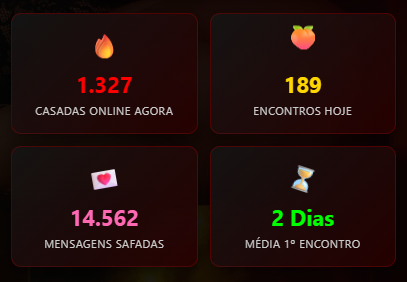 1.327
CASADAS ONLINE AGORA
189
ENCONTROS HOJE
14.562
MENSAGENS SAFADAS
2 Dias
MÉDIA 1º ENCONTRO